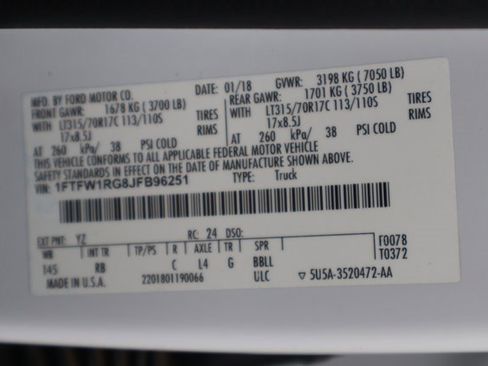 MFD. BY FORD MOTOR CO.
DATE: 01/18 GVWR: 3198 KG (7050 LB)
FRONT GAWR: 1678 KG (3700 LB) REAR GAWR: 1701 KG (3750 LB)
WITH LT315/70R17C 113/110S TIRES WITH LT315/70R17C 113/110S TIRES
17x8.5J RIMS 17x8.5J RIMS
AT 260 kPa/ 38 PSI COLD AT 260 kPa/ 38 PSI COLD
THIS VEHICLE CONFORMS TO ALL APPLICABLE FEDERAL MOTOR VEHICLE
SAFETY STANDARDS IN EFFECT ON THE DATE OF MANUFACTURE SHOWN ABOVE.
VIN: 1FTFW1RG8JFB96251 TYPE: Truck
EXT PNT: YZ RC: 24 DSO: F0078
WB INT TR TP/PS R AXLE TR SPR T0372
145 RB C L4 G BBLL
MADE IN U.S.A. 2201801190066 ULC ▽ 5U5A-3520472-AA